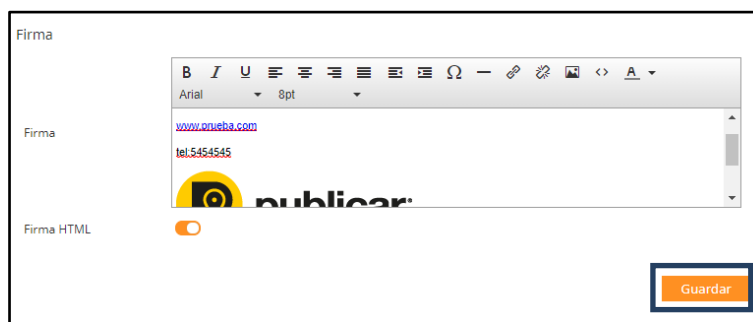 Firma
B I U Ω A
Arial 8pt
Firma
www.prueba.com
tel:5454545
publicar
Firma HTML
Guardar